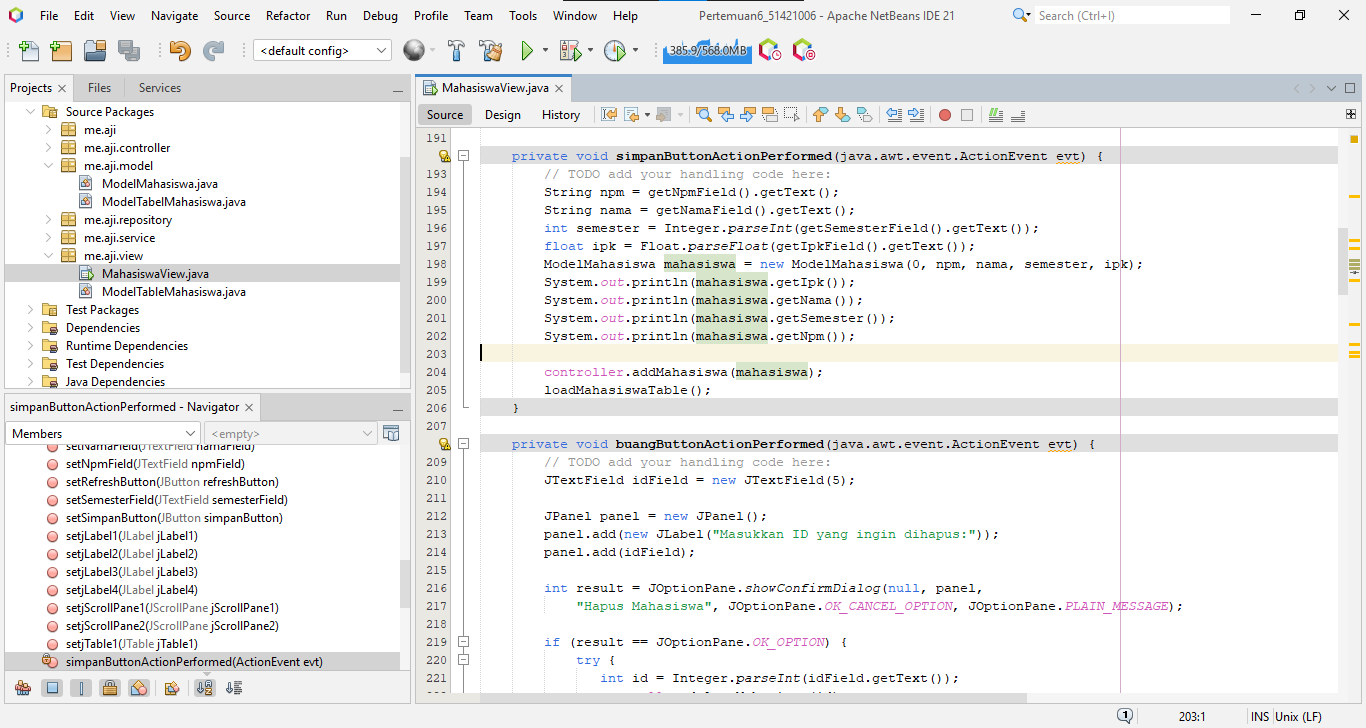 File Edit View Navigate Source Refactor Run Debug Profile Team Tools Window Help Pertemuan6_51421006 - Apache NetBeans IDE 21 Search (Ctrl+I)
<default config> 385.9/568.0MB
Projects Files Services
Source Packages
me.aji
me.aji.controller
me.aji.model
ModelMahasiswa.java
ModelTabelMahasiswa.java
me.aji.repository
me.aji.service
me.aji.view
MahasiswaView.java
ModelTableMahasiswa.java
Test Packages
Dependencies
Runtime Dependencies
Test Dependencies
Java Dependencies
simpanButtonActionPerformed - Navigator
Members <empty>
setNamaField(JTextField namaField)
setNpmField(JTextField npmField)
setRefreshButton(JButton refreshButton)
setSemesterField(JTextField semesterField)
setSimpanButton(JButton simpanButton)
setjLabel1(JLabel jLabel1)
setjLabel2(JLabel jLabel2)
setjLabel3(JLabel jLabel3)
setjLabel4(JLabel jLabel4)
setjScrollPane1(JScrollPane jScrollPane1)
setjScrollPane2(JScrollPane jScrollPane2)
setjTable1(JTable jTable1)
simpanButtonActionPerformed(ActionEvent evt)
MahasiswaView.java
Source Design History
191
private void simpanButtonActionPerformed(java.awt.event.ActionEvent evt) {
193 // TODO add your handling code here:
194 String npm = getNpmField().getText();
195 String nama = getNamaField().getText();
196 int semester = Integer.parseInt(getSemesterField().getText());
197 float ipk = Float.parseFloat(getIpkField().getText());
198 ModelMahasiswa mahasiswa = new ModelMahasiswa(0, npm, nama, semester, ipk);
199 System.out.println(mahasiswa.getIpk());
200 System.out.println(mahasiswa.getNama());
201 System.out.println(mahasiswa.getSemester());
202 System.out.println(mahasiswa.getNpm());
203
204 controller.addMahasiswa(mahasiswa);
205 loadMahasiswaTable();
206 }
207
private void buangButtonActionPerformed(java.awt.event.ActionEvent evt) {
209 // TODO add your handling code here:
210 JTextField idField = new JTextField(5);
211
212 JPanel panel = new JPanel();
213 panel.add(new JLabel("Masukkan ID yang ingin dihapus:"));
214 panel.add(idField);
215
216 int result = JOptionPane.showConfirmDialog(null, panel,
217 "Hapus Mahasiswa", JOptionPane.OK_CANCEL_OPTION, JOptionPane.PLAIN_MESSAGE);
218
219 if (result == JOptionPane.OK_OPTION) {
220 try {
221 int id = Integer.parseInt(idField.getText());
1 203:1 INS Unix (LF)